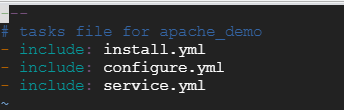 ---
# tasks file for apache_demo
- include: install.yml
- include: configure.yml
- include: service.yml
~